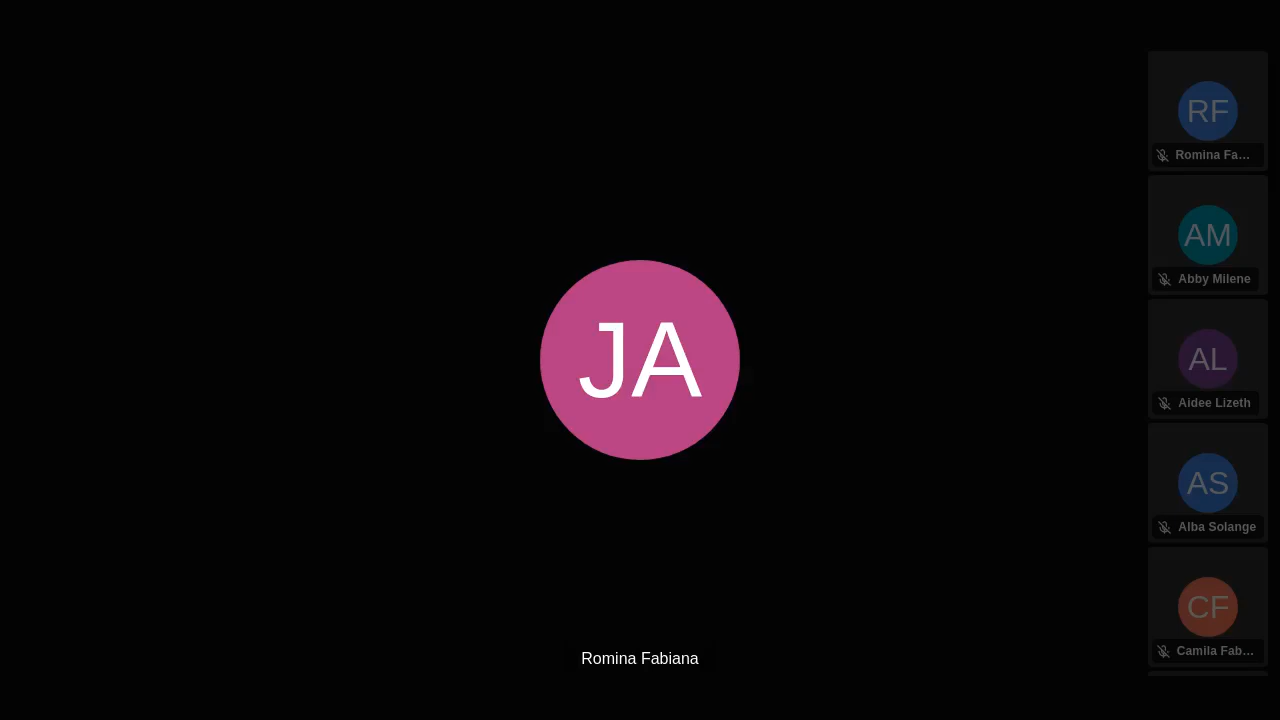 JA
Romina Fabiana
RF
Romina Fa...
AM
Abby Milene
AL
Aidee Lizeth
AS
Alba Solange
CF
Camila Fab...